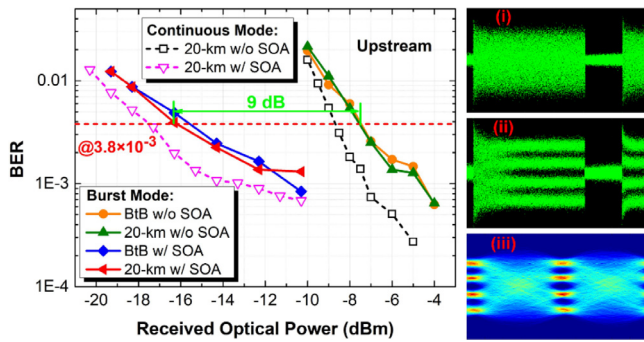 Continuous Mode:
20-km w/o SOA
20-km w/ SOA
Upstream
9 dB
@3.8×10⁻³
Burst Mode:
BtB w/o SOA
20-km w/o SOA
BtB w/ SOA
20-km w/ SOA
BER
0.01
1E-3
1E-4
-20 -18 -16 -14 -12 -10 -8 -6 -4
Received Optical Power (dBm)
(i)
(ii)
(iii)